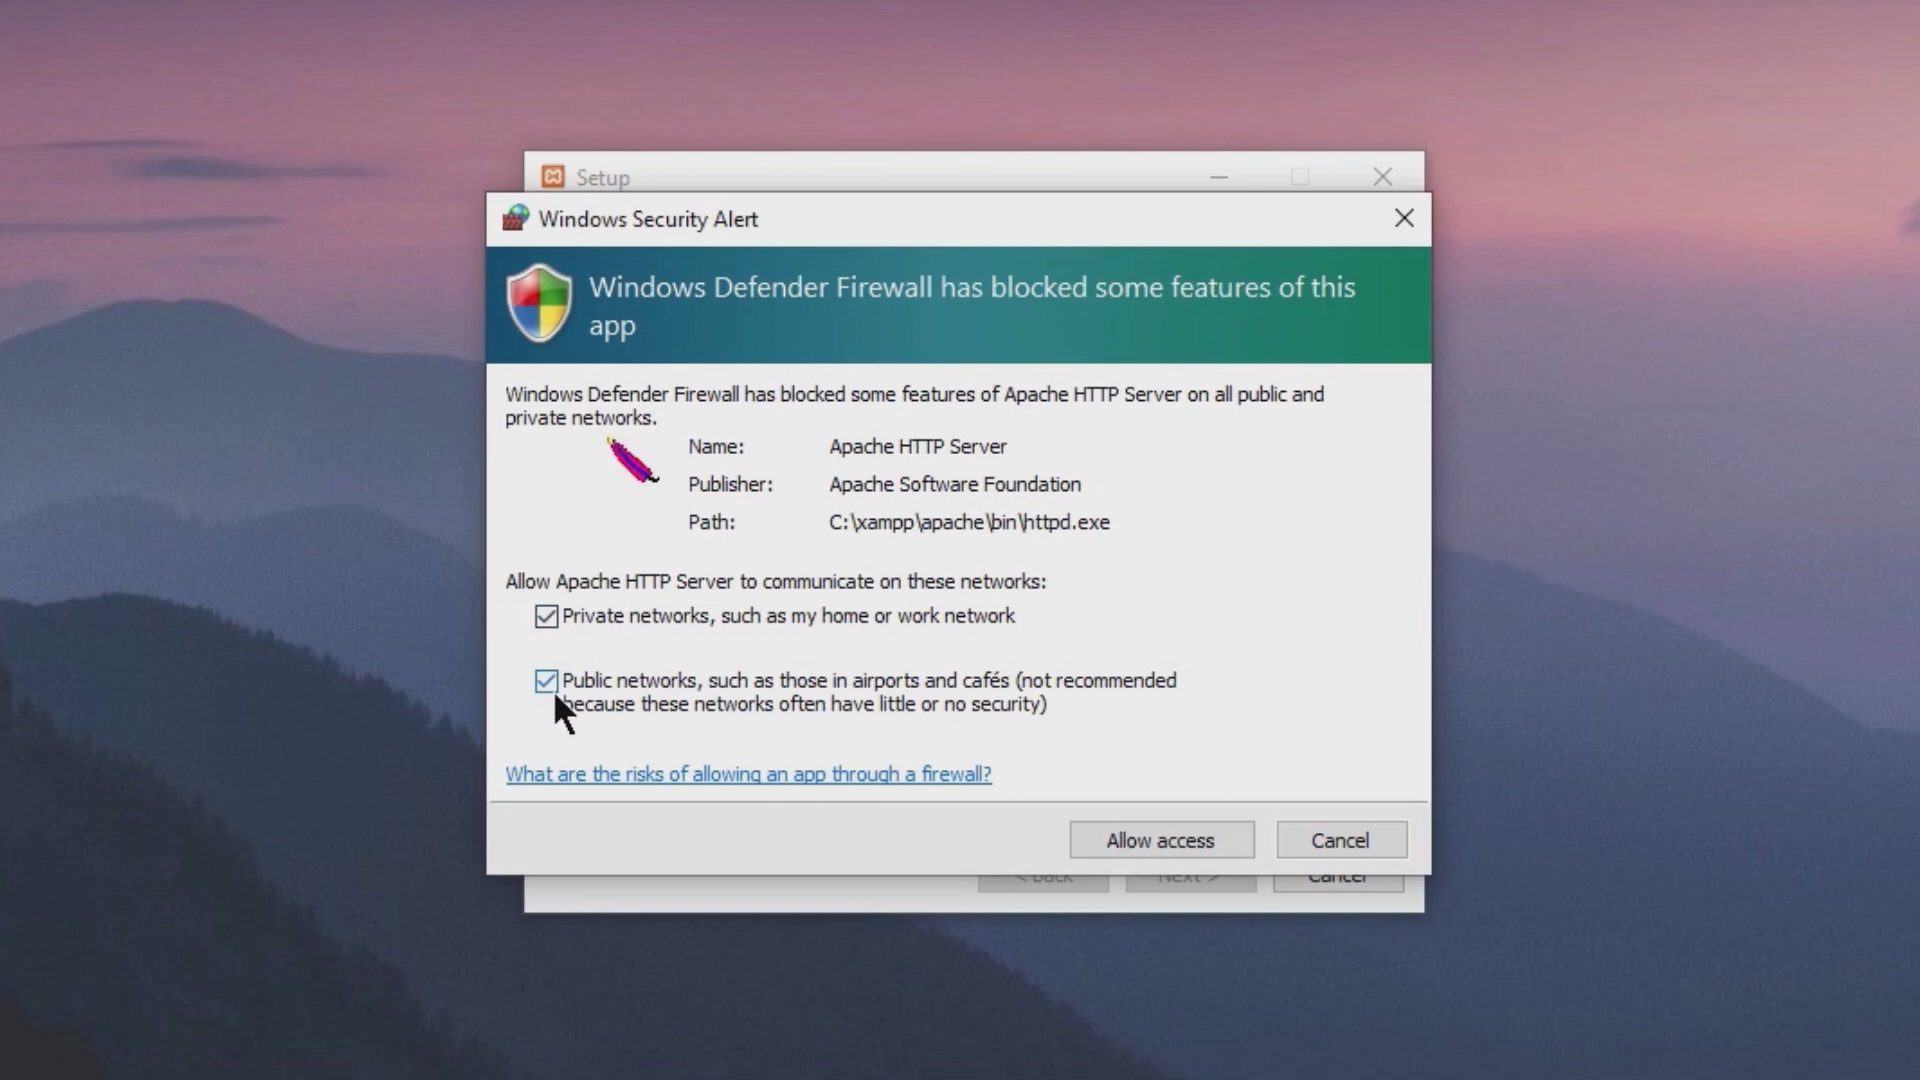 Setup
Windows Security Alert
Windows Defender Firewall has blocked some features of this
app
Windows Defender Firewall has blocked some features of Apache HTTP Server on all public and
private networks.
Name: Apache HTTP Server
Publisher: Apache Software Foundation
Path: C:\xampp\apache\bin\httpd.exe
Allow Apache HTTP Server to communicate on these networks:
Private networks, such as my home or work network
Public networks, such as those in airports and cafés (not recommended
because these networks often have little or no security)
What are the risks of allowing an app through a firewall?
Allow access Cancel
< Back Next > Cancel